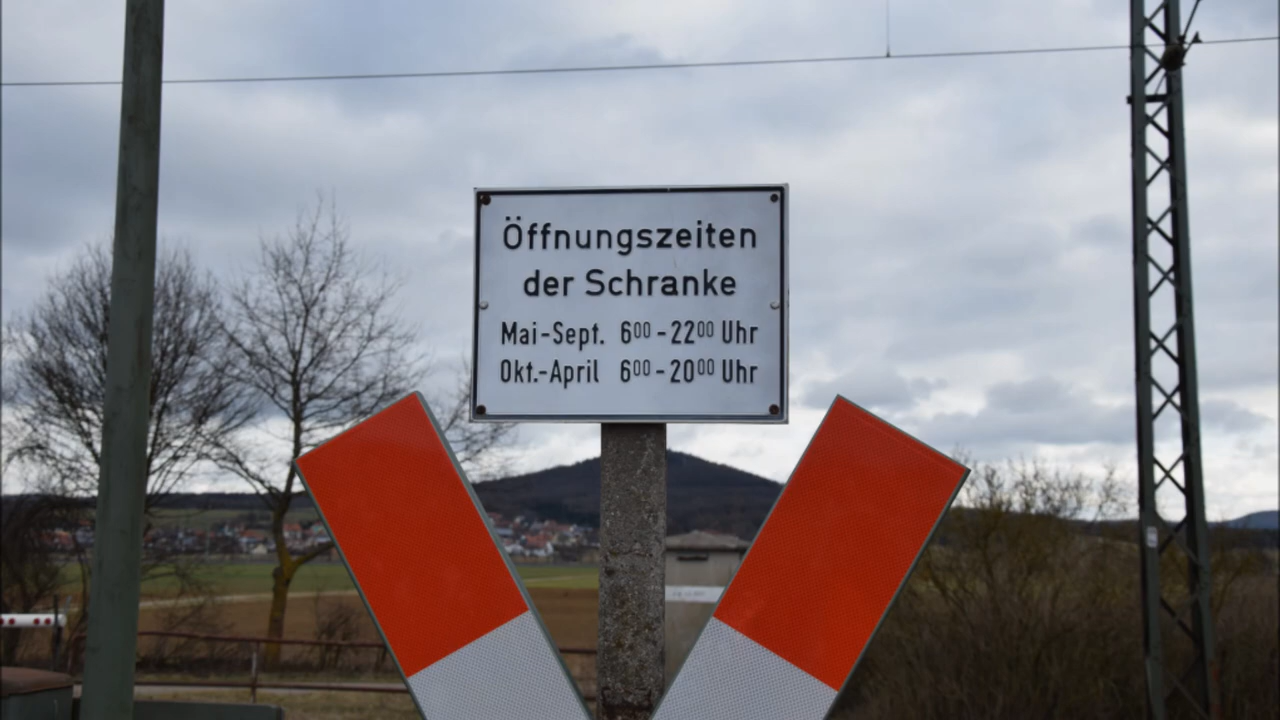 Öffnungszeiten
der Schranke
Mai-Sept. 6⁰⁰-22⁰⁰ Uhr
Okt.-April 6⁰⁰-20⁰⁰ Uhr